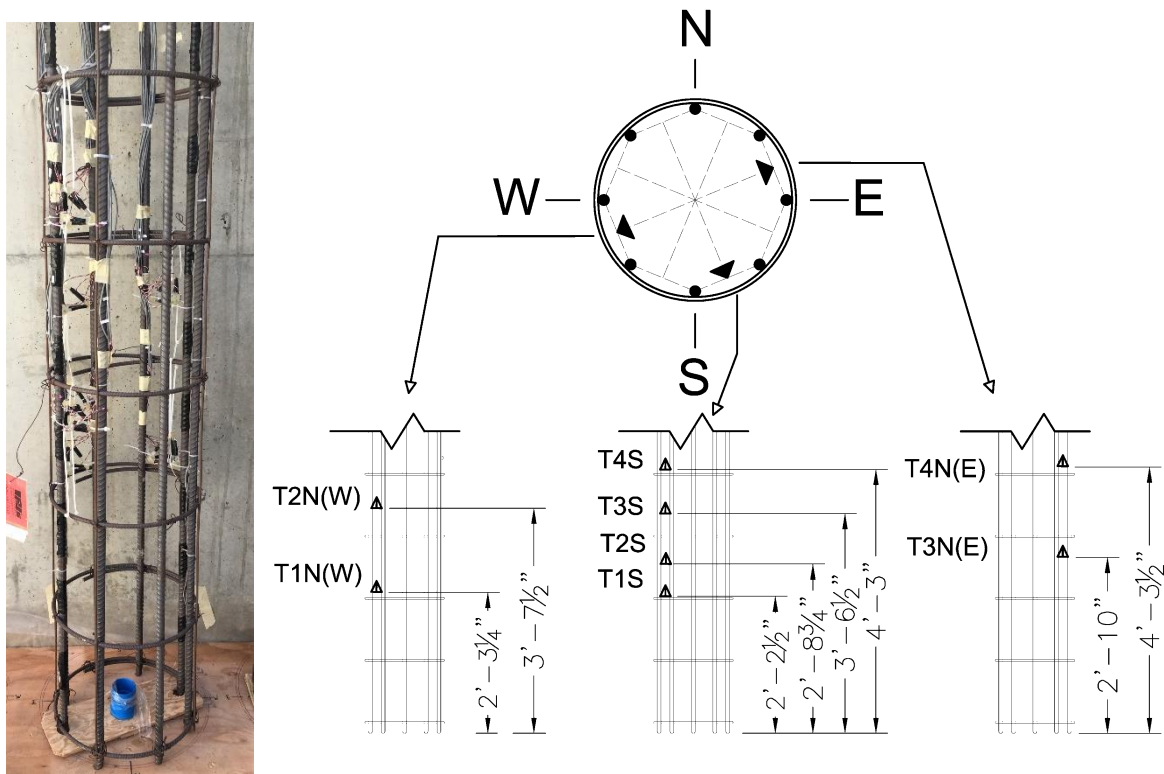 N
W
E
S
T2N(W)
T1N(W)
2'-3¼"
3'-7½"
T4S
T3S
T2S
T1S
2'-2½"
2'-8¾"
3'-6½"
4'-3"
T4N(E)
T3N(E)
2'-10"
4'-3½"